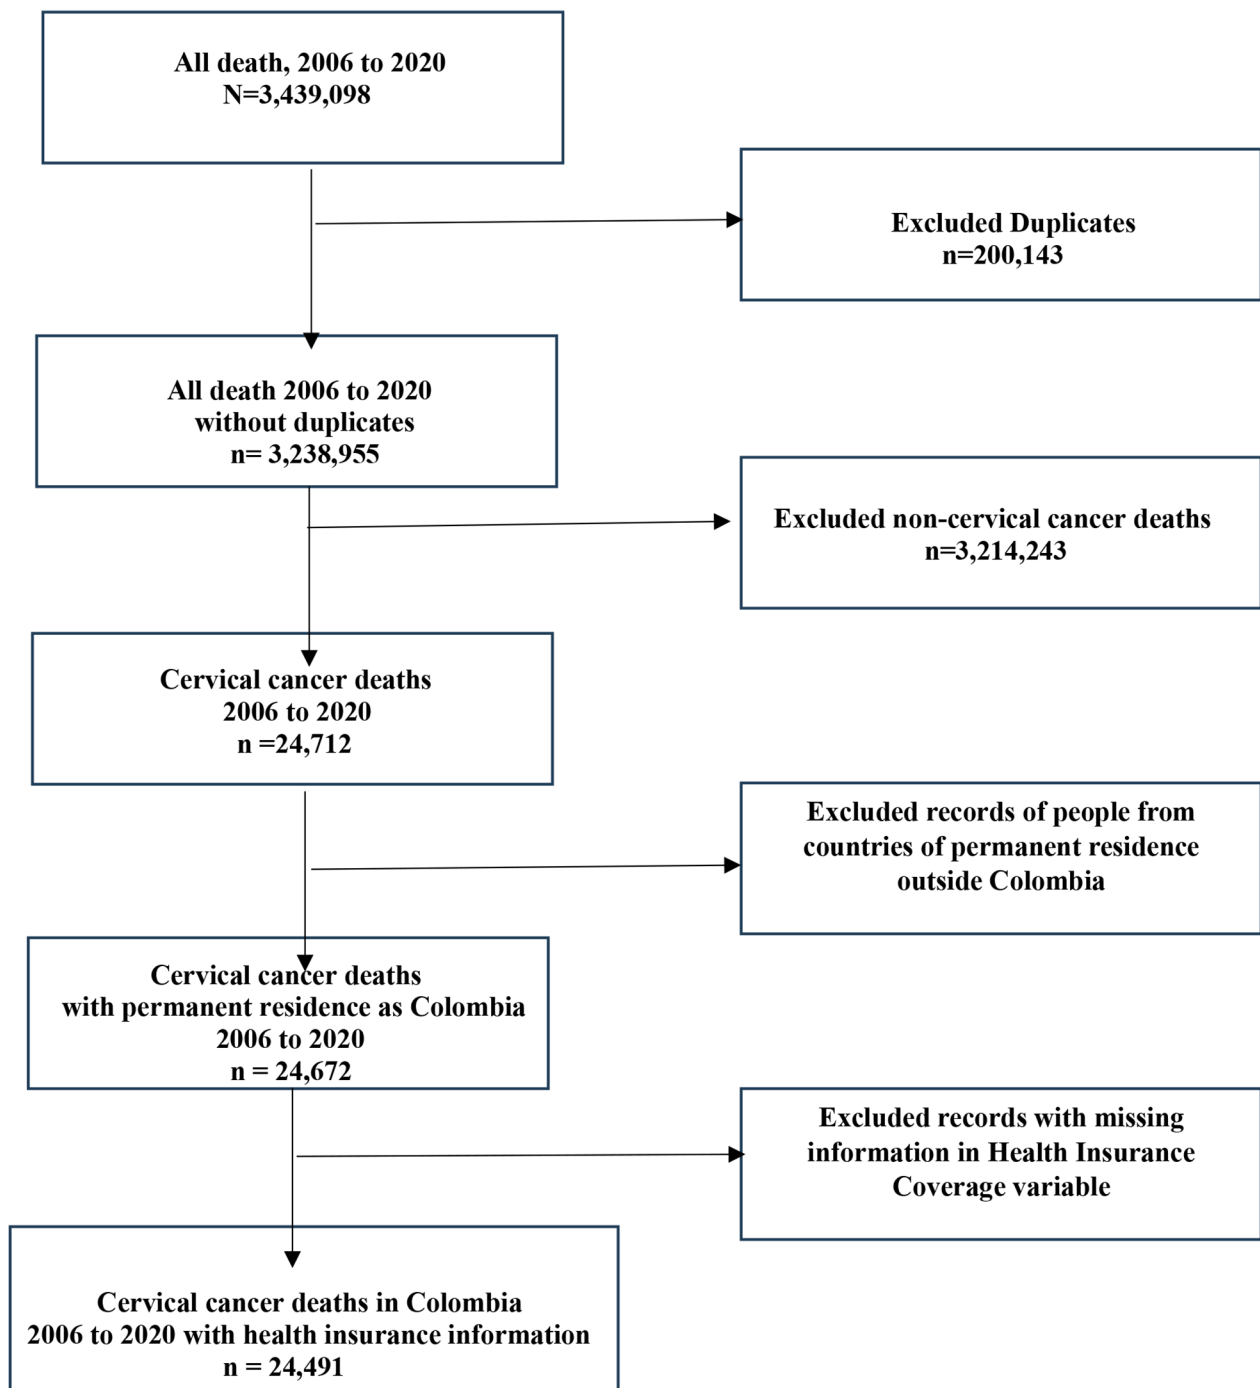 All death, 2006 to 2020
N=3,439,098
Excluded Duplicates
n=200,143
All death 2006 to 2020
without duplicates
n= 3,238,955
Excluded non-cervical cancer deaths
n=3,214,243
Cervical cancer deaths
2006 to 2020
n =24,712
Excluded records of people from
countries of permanent residence
outside Colombia
Cervical cancer deaths
with permanent residence as Colombia
2006 to 2020
n = 24,672
Excluded records with missing
information in Health Insurance
Coverage variable
Cervical cancer deaths in Colombia
2006 to 2020 with health insurance information
n = 24,491